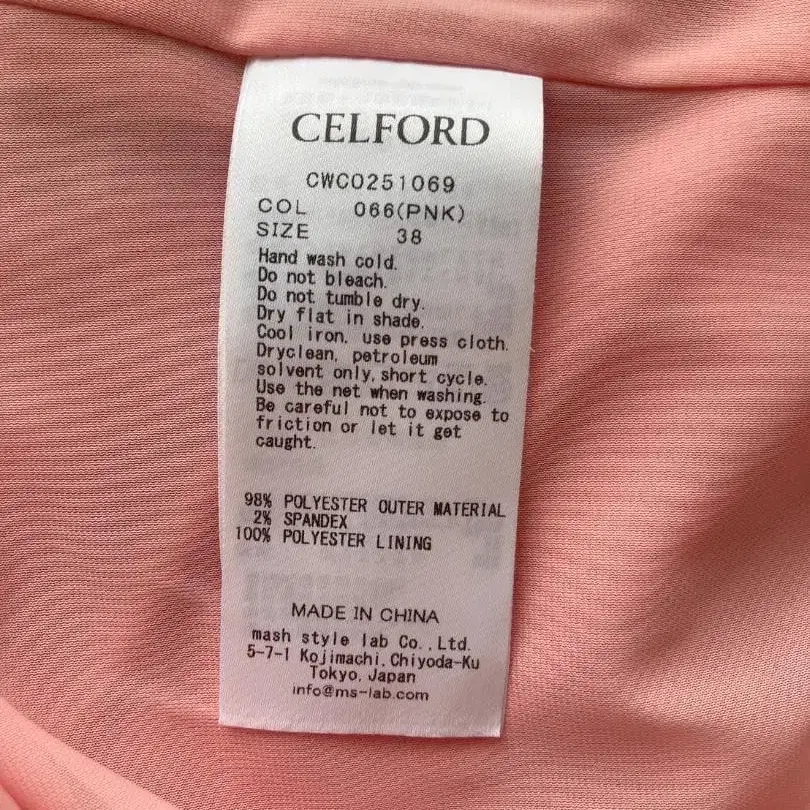 CELFORD
CWCO251069
COL 066(PNK)
SIZE 38
Hand wash cold.
Do not bleach.
Do not tumble dry.
Dry flat in shade.
Cool iron, use press cloth.
Dryclean, petroleum
solvent only, short cycle.
Use the net when washing.
Be careful not to expose to
friction or let it get
caught.
98% POLYESTER OUTER MATERIAL
2% SPANDEX
100% POLYESTER LINING
MADE IN CHINA
mash style lab Co., Ltd.
5-7-1 Kojimachi, Chiyoda-Ku
Tokyo, Japan
info@ms-lab.com